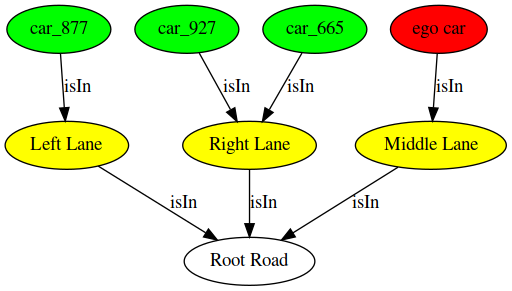 car_877
car_927
car_665
ego car
isIn
isIn
isIn
isIn
Left Lane
Right Lane
Middle Lane
isIn
isIn
isIn
Root Road